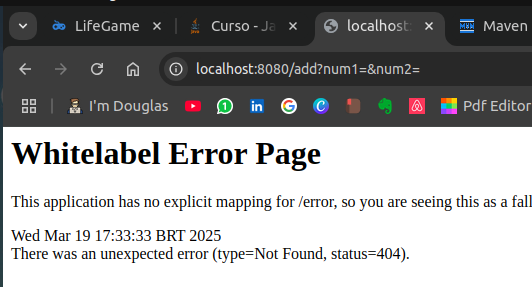 LifeGame
Curso - Ja
localhost:
Maven
localhost:8080/add?num1=&num2=
I'm Douglas
Pdf Editor
Whitelabel Error Page
This application has no explicit mapping for /error, so you are seeing this as a fall
Wed Mar 19 17:33:33 BRT 2025
There was an unexpected error (type=Not Found, status=404).